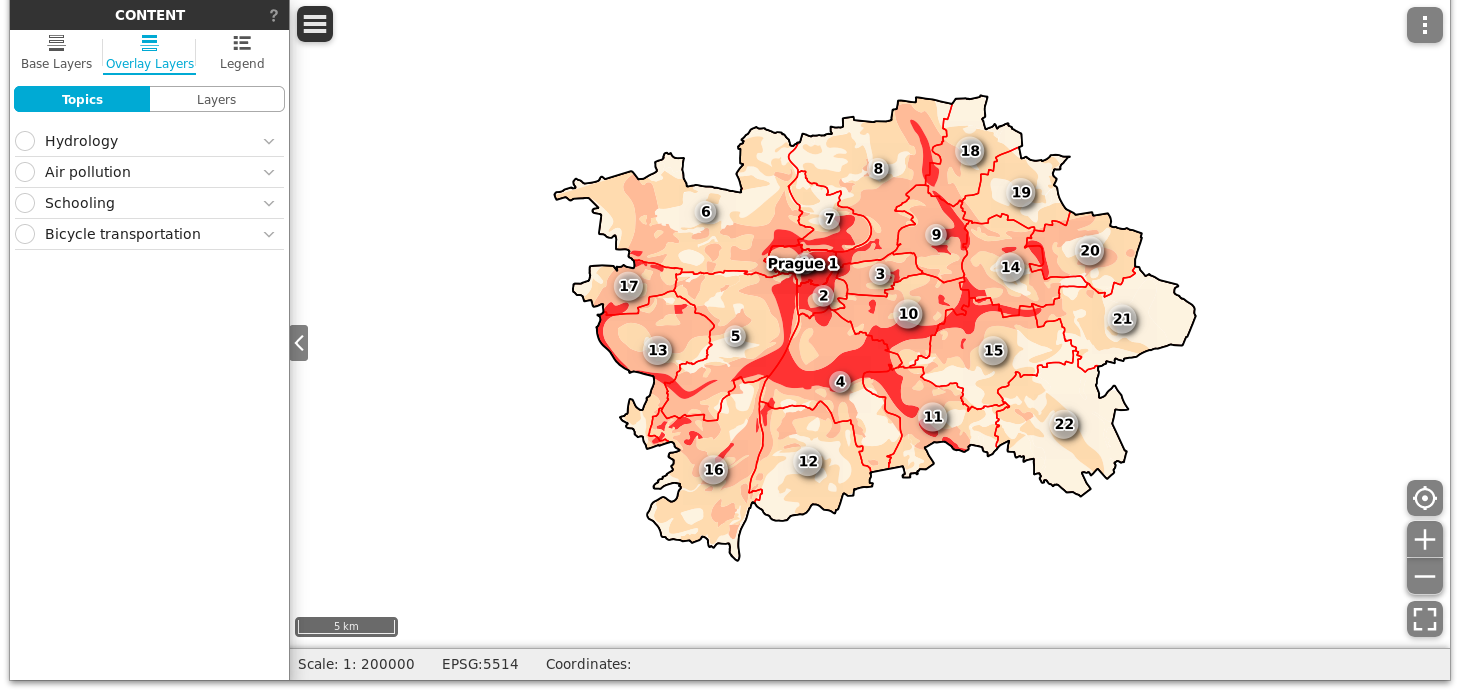 CONTENT ?
Base Layers Overlay Layers Legend
Topics Layers
Hydrology
Air pollution
Schooling
Bicycle transportation
18
8
19
6
7
9
20
Prague 1
14
3
17
2
10
21
5
13
15
4
11
22
12
16
5 km
Scale: 1: 200000 EPSG:5514 Coordinates: